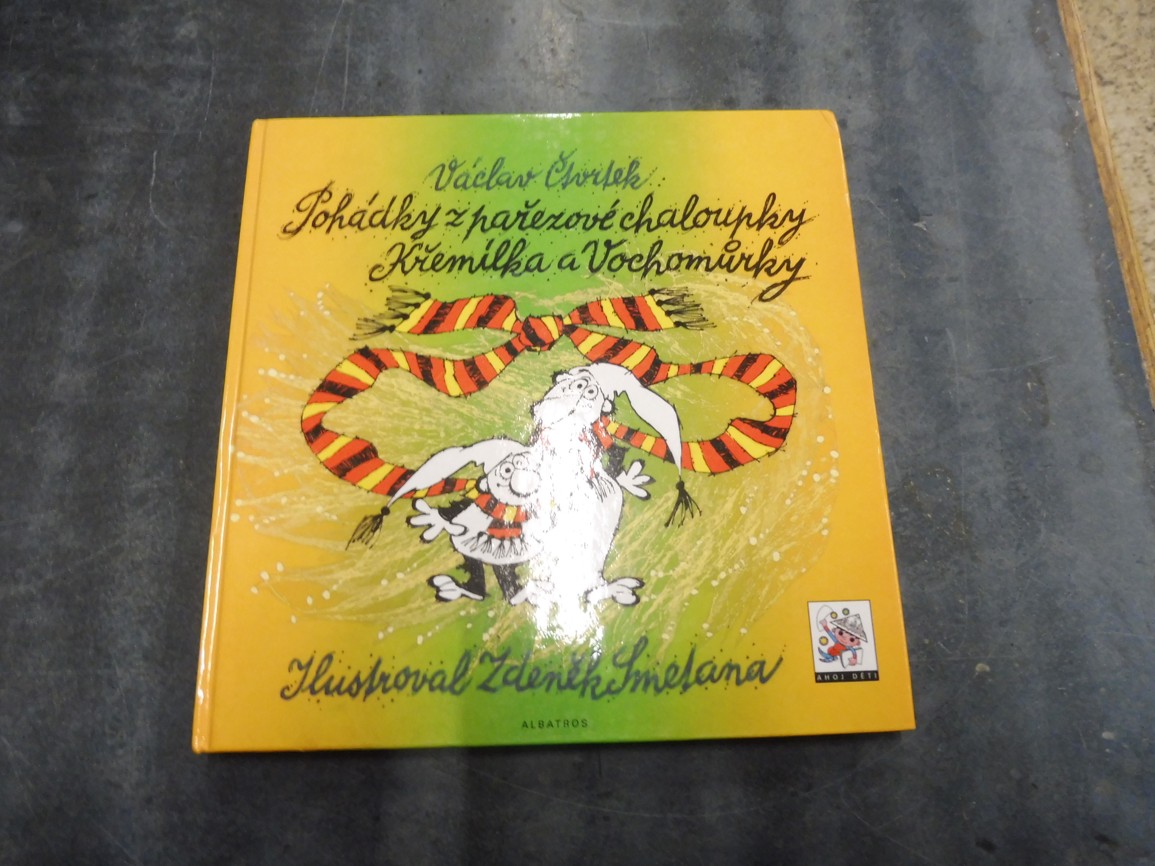 Václav Čtvrtek
Pohádky z pařezové chaloupky
Křemílka a Vochomůrky
Ilustroval Zdeněk Smetana
AHOJ DĚTI
ALBATROS